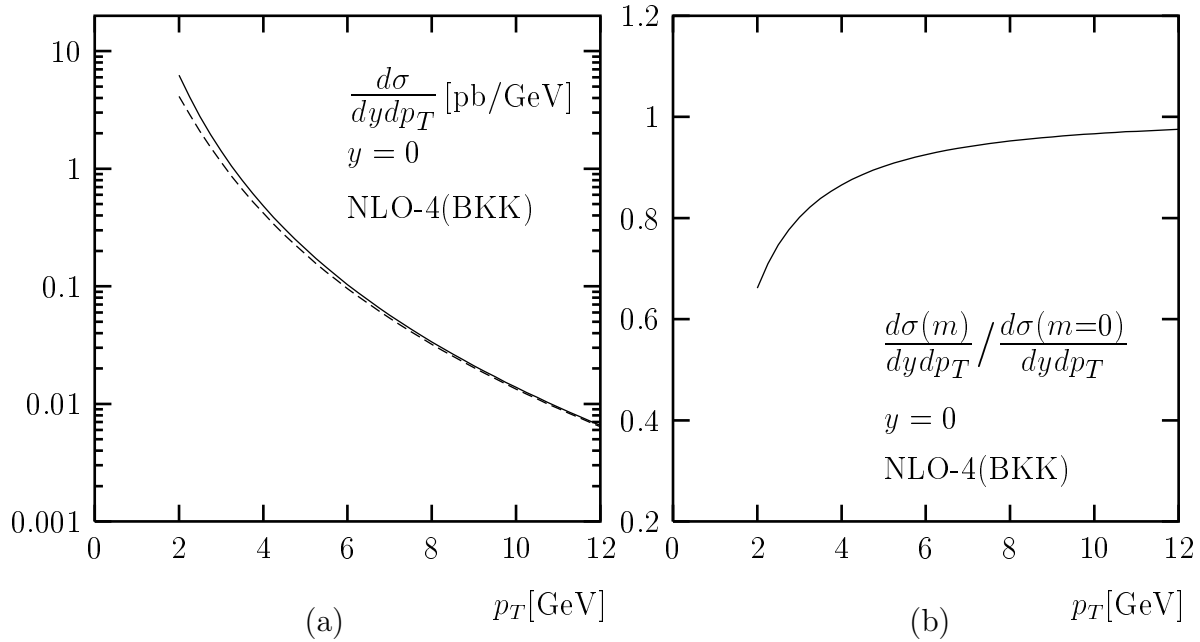 10
1
0.1
0.01
0.001
0 2 4 6 8 10 12
dσ
dydp_T [pb/GeV]
y = 0
NLO-4(BKK)
p_T[GeV]
(a)
1.2
1
0.8
0.6
0.4
0.2
0 2 4 6 8 10 12
dσ(m) / dσ(m=0)
dydp_T dydp_T
y = 0
NLO-4(BKK)
p_T[GeV]
(b)